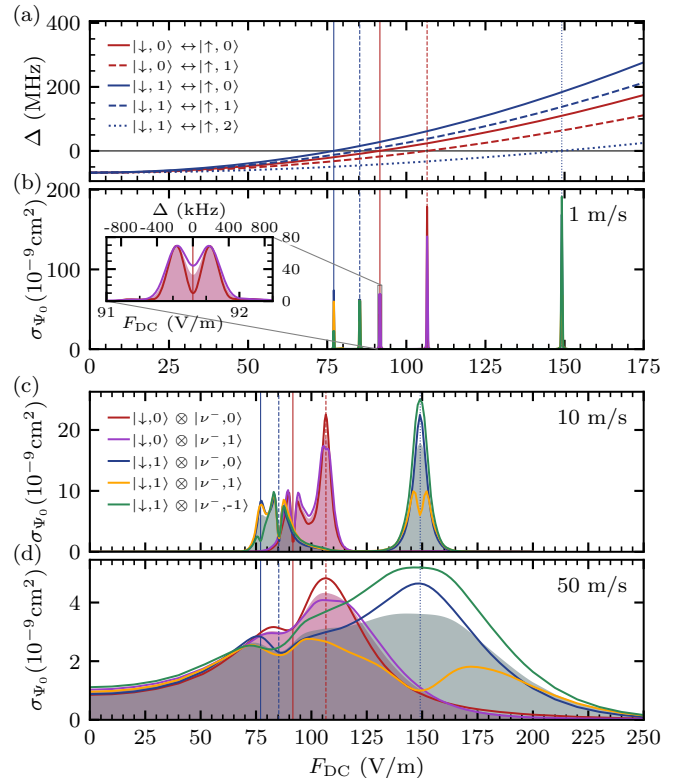 (a)
400
200
0
Δ (MHz)
|↓, 0⟩ ↔ |↑, 0⟩
|↓, 0⟩ ↔ |↑, 1⟩
|↓, 1⟩ ↔ |↑, 0⟩
|↓, 1⟩ ↔ |↑, 1⟩
|↓, 1⟩ ↔ |↑, 2⟩
(b)
200
100
0
σΨ₀ (10⁻⁹cm²)
1 m/s
Δ (kHz)
-800 -400 0 400 800
80
40
0
91 92
F_DC (V/m)
0 25 50 75 100 125 150 175
(c)
20
10
0
σΨ₀ (10⁻⁹cm²)
10 m/s
|↓,0⟩ ⊗ |ν⁻,0⟩
|↓,0⟩ ⊗ |ν⁻,1⟩
|↓,1⟩ ⊗ |ν⁻,0⟩
|↓,1⟩ ⊗ |ν⁻,1⟩
|↓,1⟩ ⊗ |ν⁻,-1⟩
(d)
4
2
0
σΨ₀ (10⁻⁹cm²)
50 m/s
0 25 50 75 100 125 150 175 200 225 250
F_DC (V/m)